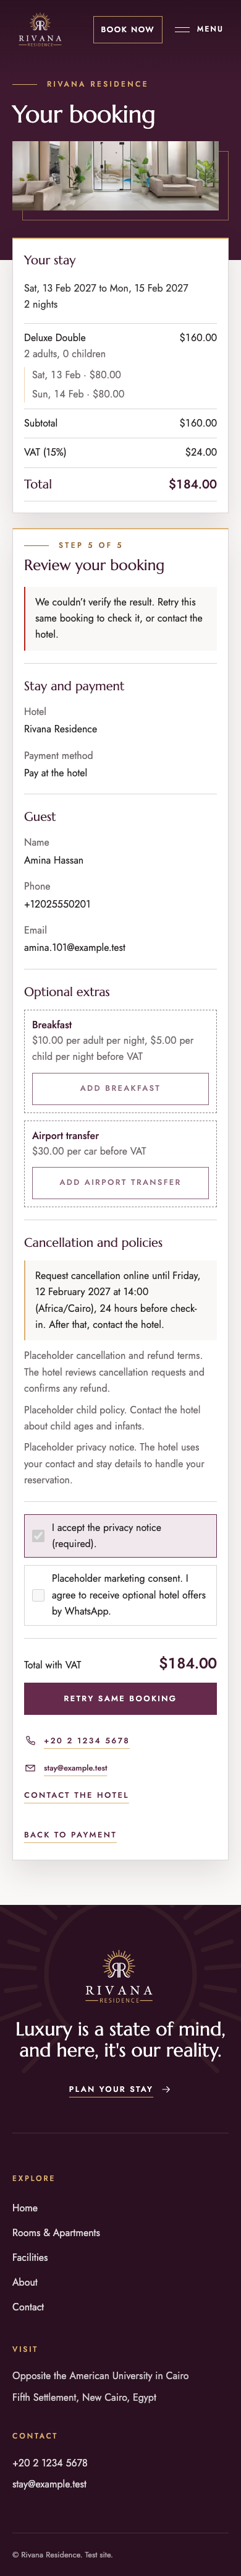 RIVANA
RESIDENCE
BOOK NOW
MENU
RIVANA RESIDENCE
Your booking
Your stay
Sat, 13 Feb 2027 to Mon, 15 Feb 2027
2 nights
Deluxe Double $160.00
2 adults, 0 children
Sat, 13 Feb · $80.00
Sun, 14 Feb · $80.00
Subtotal $160.00
VAT (15%) $24.00
Total $184.00
STEP 5 OF 5
Review your booking
We couldn't verify the result. Retry this
same booking to check it, or contact the
hotel.
Stay and payment
Hotel
Rivana Residence
Payment method
Pay at the hotel
Guest
Name
Amina Hassan
Phone
+12025550201
Email
amina.101@example.test
Optional extras
Breakfast
$10.00 per adult per night, $5.00 per
child per night before VAT
ADD BREAKFAST
Airport transfer
$30.00 per car before VAT
ADD AIRPORT TRANSFER
Cancellation and policies
Request cancellation online until Friday,
12 February 2027 at 14:00
(Africa/Cairo), 24 hours before check-
in. After that, contact the hotel.
Placeholder cancellation and refund terms.
The hotel reviews cancellation requests and
confirms any refund.
Placeholder child policy. Contact the hotel
about child ages and infants.
Placeholder privacy notice. The hotel uses
your contact and stay details to handle your
reservation.
I accept the privacy notice
(required).
Placeholder marketing consent. I
agree to receive optional hotel offers
by WhatsApp.
Total with VAT $184.00
RETRY SAME BOOKING
+20 2 1234 5678
stay@example.test
CONTACT THE HOTEL
BACK TO PAYMENT
RIVANA
RESIDENCE
Luxury is a state of mind,
and here, it's our reality.
PLAN YOUR STAY
EXPLORE
Home
Rooms & Apartments
Facilities
About
Contact
VISIT
Opposite the American University in Cairo
Fifth Settlement, New Cairo, Egypt
CONTACT
+20 2 1234 5678
stay@example.test
© Rivana Residence. Test site.